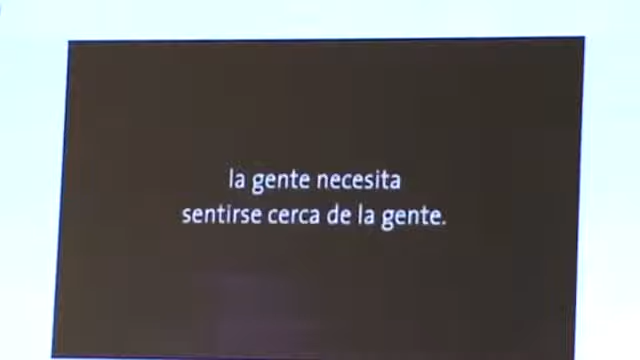 la gente necesita
sentirse cerca de la gente.